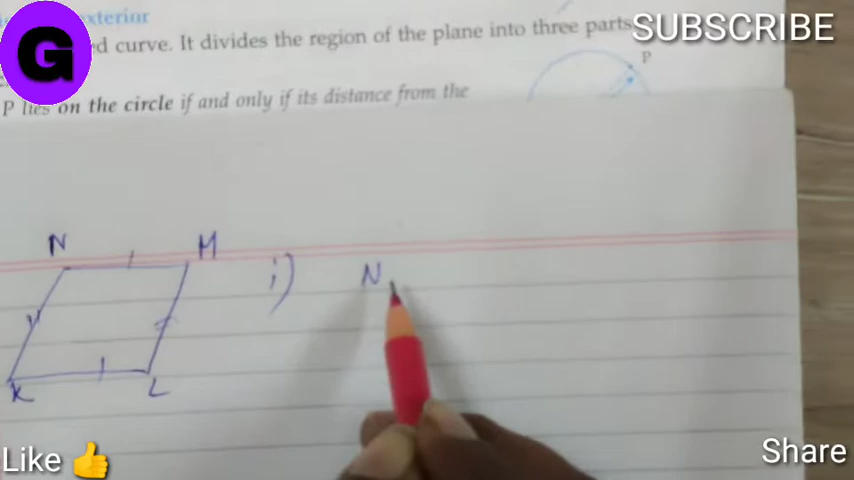 exterior
SUBSCRIBE
G
ed curve. It divides the region of the plane into three parts
P
P lies on the circle if and only if its distance from the
N M
i) N
K L
Like 👍
Share